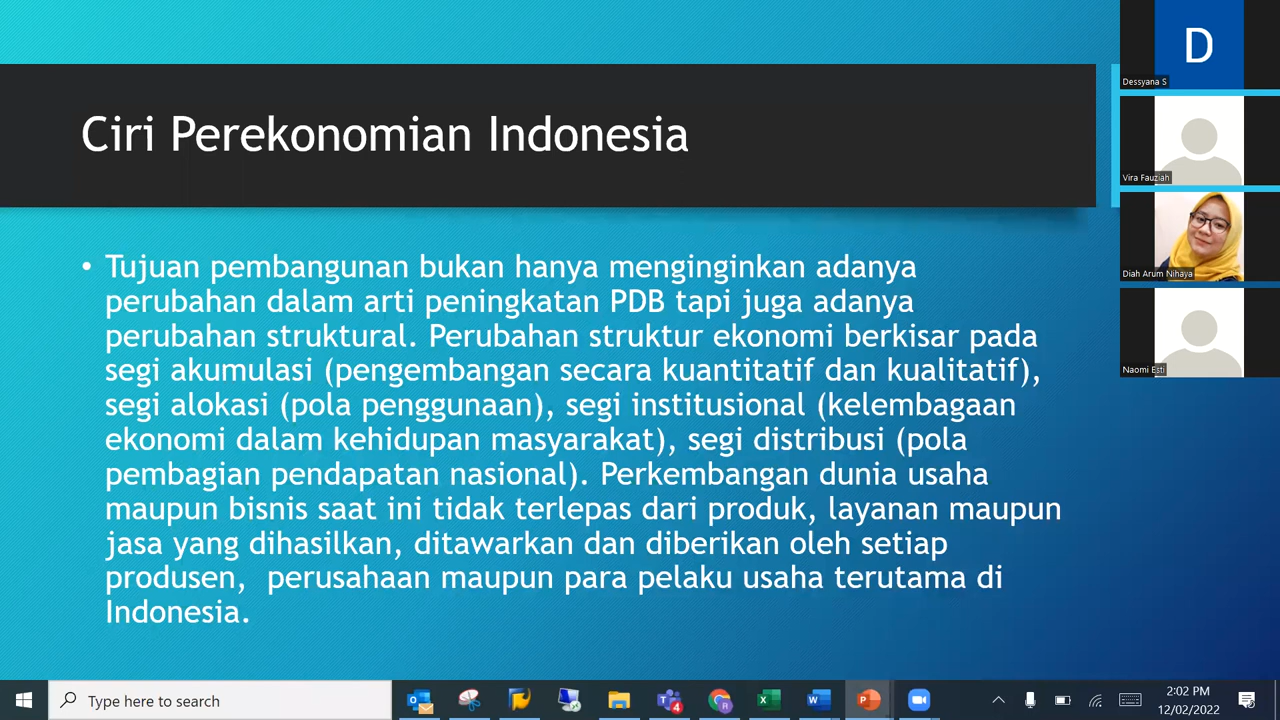 Ciri Perekonomian Indonesia
• Tujuan pembangunan bukan hanya menginginkan adanya
perubahan dalam arti peningkatan PDB tapi juga adanya
perubahan struktural. Perubahan struktur ekonomi berkisar pada
segi akumulasi (pengembangan secara kuantitatif dan kualitatif),
segi alokasi (pola penggunaan), segi institusional (kelembagaan
ekonomi dalam kehidupan masyarakat), segi distribusi (pola
pembagian pendapatan nasional). Perkembangan dunia usaha
maupun bisnis saat ini tidak terlepas dari produk, layanan maupun
jasa yang dihasilkan, ditawarkan dan diberikan oleh setiap
produsen,  perusahaan maupun para pelaku usaha terutama di
Indonesia.
D
Dessyana S
Vira Fauziah
Diah Arum Nihaya
Naomi Esti
Type here to search
4
R
2:02 PM
12/02/2022